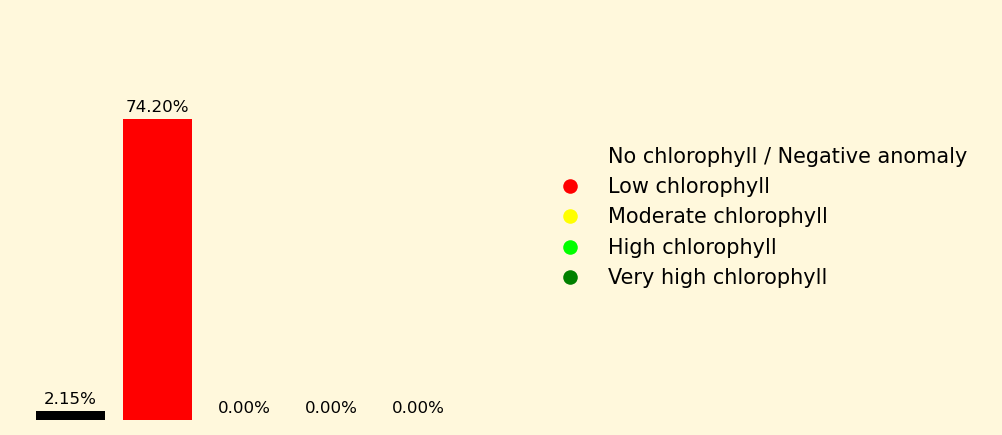 74.20%
2.15%
0.00%
0.00%
0.00%
No chlorophyll / Negative anomaly
Low chlorophyll
Moderate chlorophyll
High chlorophyll
Very high chlorophyll